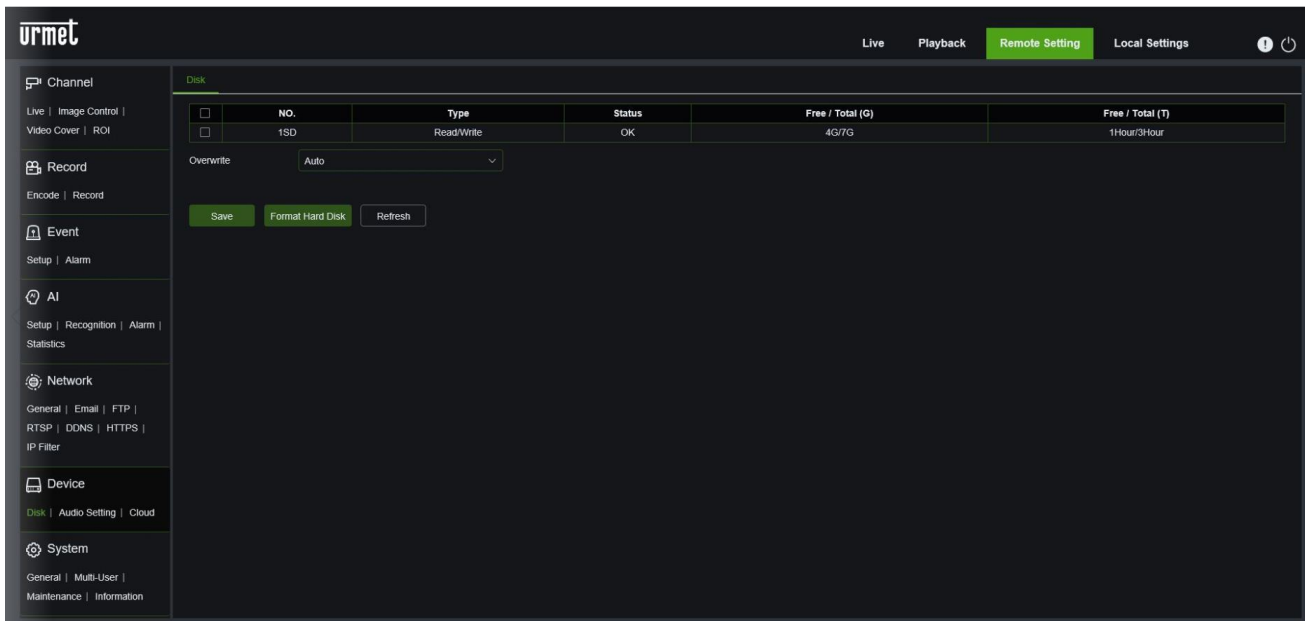 urmet
Live Playback Remote Setting Local Settings
Channel
Live | Image Control |
Video Cover | ROI
Record
Encode | Record
Event
Setup | Alarm
AI
Setup | Recognition | Alarm |
Statistics
Network
General | Email | FTP |
RTSP | DDNS | HTTPS |
IP Filter
Device
Disk | Audio Setting | Cloud
System
General | Multi-User |
Maintenance | Information
Disk
NO. Type Status Free / Total (G) Free / Total (T)
1SD Read/Write OK 4G/7G 1Hour/3Hour
Overwrite Auto
Save Format Hard Disk Refresh